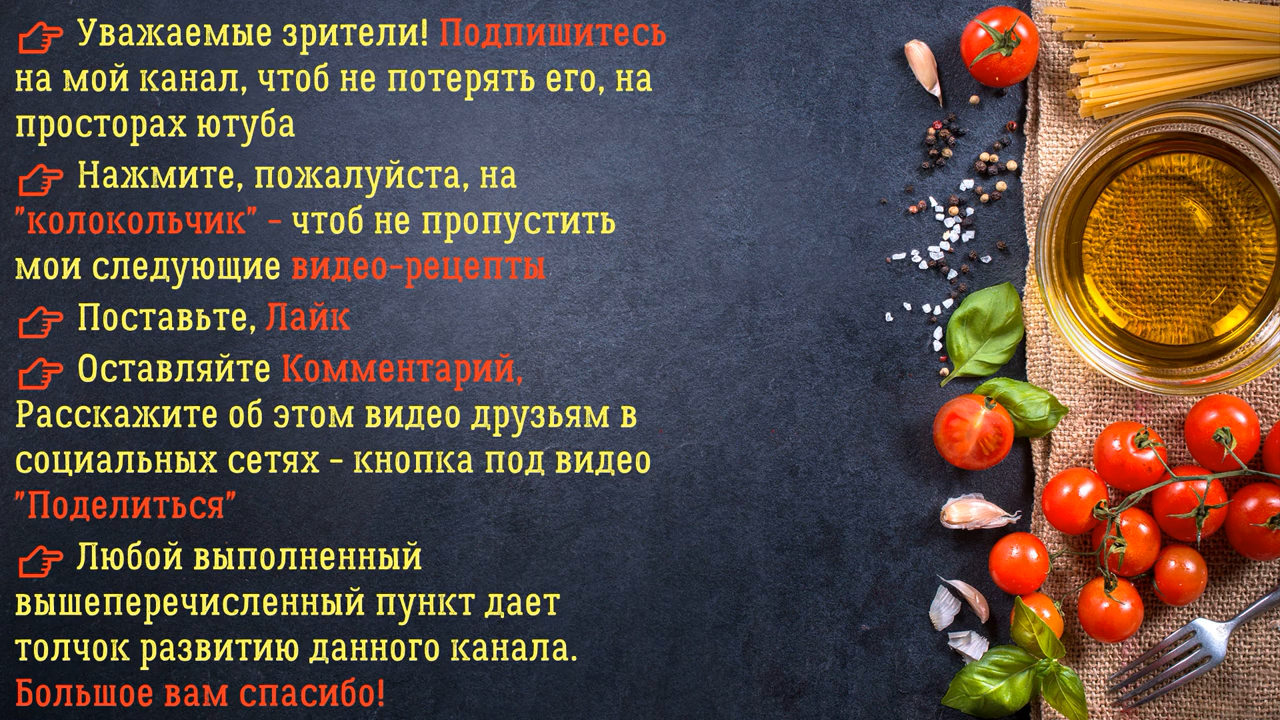 👉 Уважаемые зрители! Подпишитесь
на мой канал, чтоб не потерять его, на
просторах ютуба
👉 Нажмите, пожалуйста, на
"колокольчик" - чтоб не пропустить
мои следующие видео-рецепты
👉 Поставьте, Лайк
👉 Оставляйте Комментарий,
Расскажите об этом видео друзьям в
социальных сетях - кнопка под видео
"Поделиться"
👉 Любой выполненный
вышеперечисленный пункт дает
толчок развитию данного канала.
Большое вам спасибо!